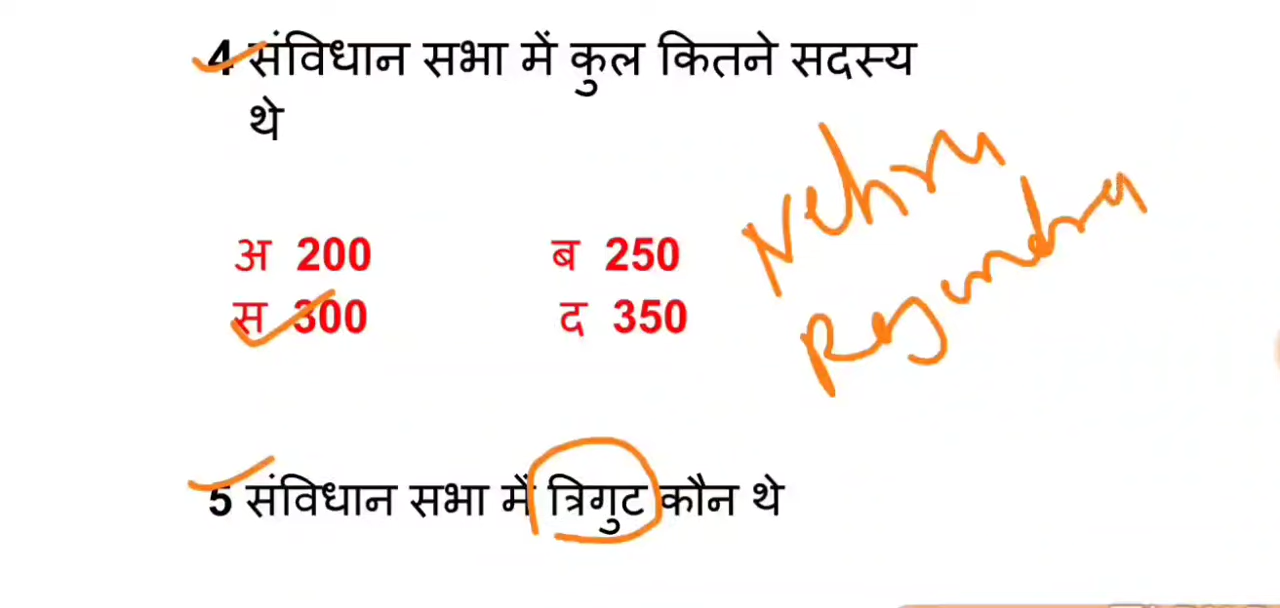 4 संविधान सभा में कुल कितने सदस्य
थे
Nehru
अ 200 ब 250
Rajendra
स 300 द 350
5 संविधान सभा में त्रिगुट कौन थे